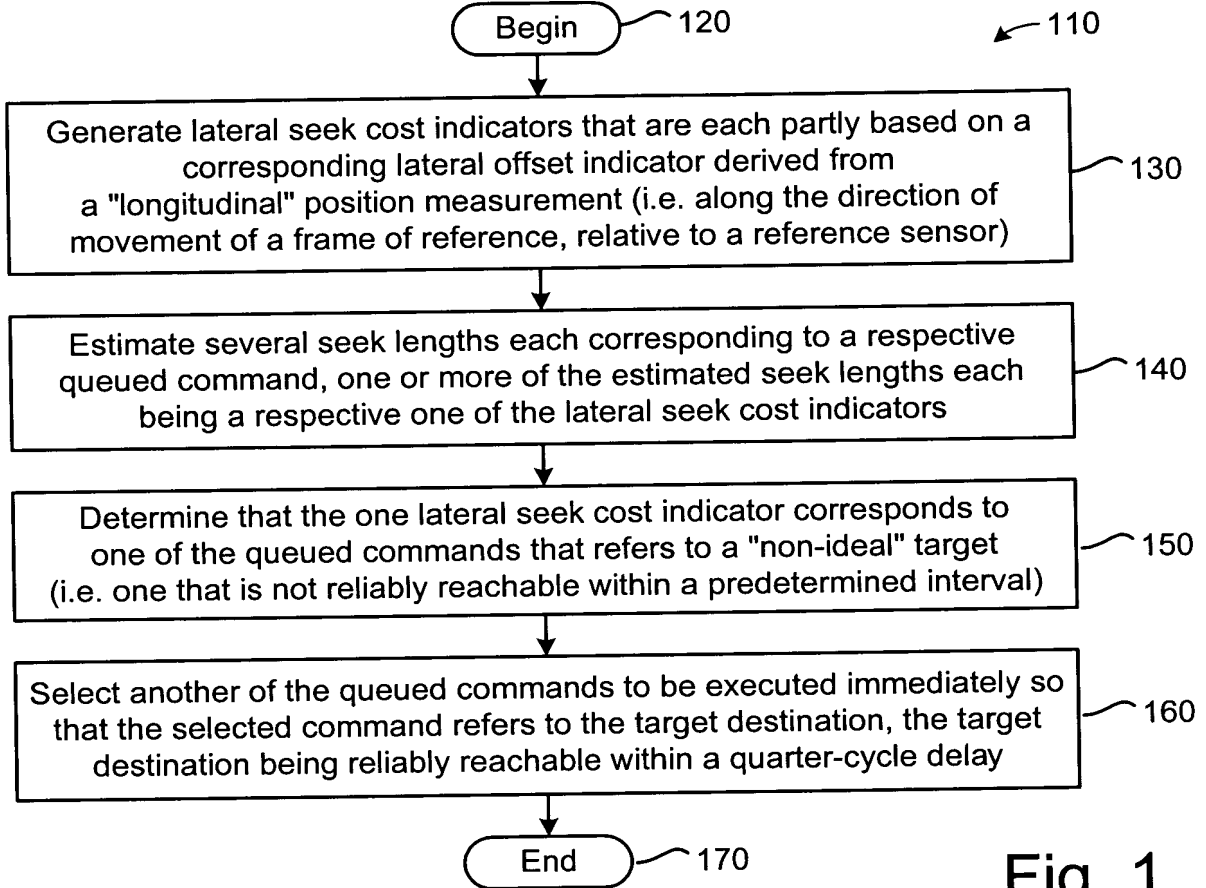 Begin
120
110
Generate lateral seek cost indicators that are each partly based on a
corresponding lateral offset indicator derived from
a "longitudinal" position measurement (i.e. along the direction of
movement of a frame of reference, relative to a reference sensor)
130
Estimate several seek lengths each corresponding to a respective
queued command, one or more of the estimated seek lengths each
being a respective one of the lateral seek cost indicators
140
Determine that the one lateral seek cost indicator corresponds to
one of the queued commands that refers to a "non-ideal" target
(i.e. one that is not reliably reachable within a predetermined interval)
150
Select another of the queued commands to be executed immediately so
that the selected command refers to the target destination, the target
destination being reliably reachable within a quarter-cycle delay
160
End
170
Fig. 1